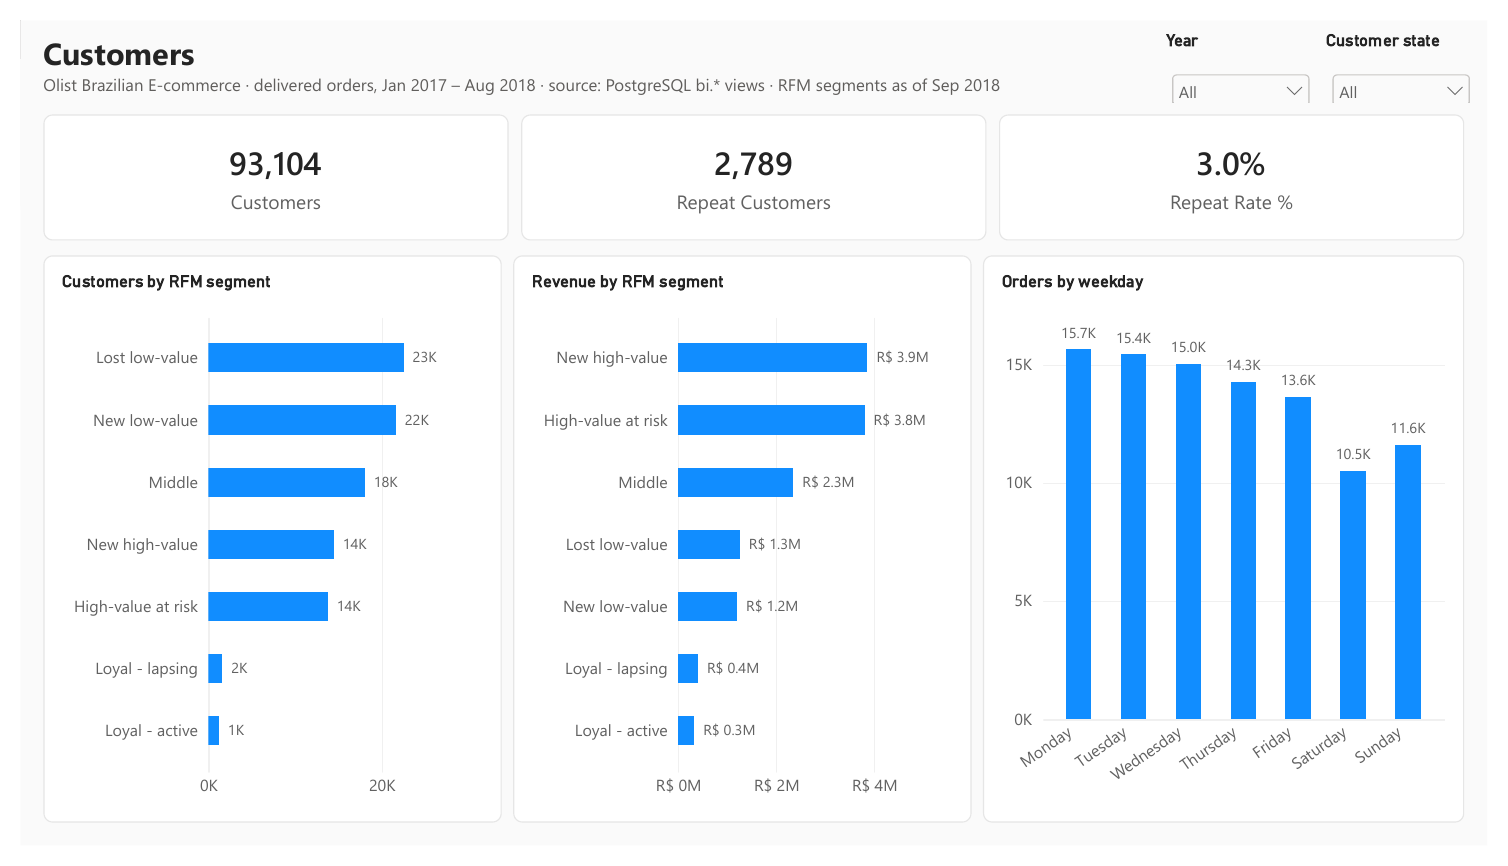 Customers
Olist Brazilian E-commerce · delivered orders, Jan 2017 – Aug 2018 · source: PostgreSQL bi.* views · RFM segments as of Sep 2018
Year
Customer state
All
All
93,104
Customers
2,789
Repeat Customers
3.0%
Repeat Rate %
Customers by RFM segment
Lost low-value 23K
New low-value 22K
Middle 18K
New high-value 14K
High-value at risk 14K
Loyal - lapsing 2K
Loyal - active 1K
0K 20K
Revenue by RFM segment
New high-value R$ 3.9M
High-value at risk R$ 3.8M
Middle R$ 2.3M
Lost low-value R$ 1.3M
New low-value R$ 1.2M
Loyal - lapsing R$ 0.4M
Loyal - active R$ 0.3M
R$ 0M R$ 2M R$ 4M
Orders by weekday
15.7K 15.4K 15.0K 14.3K 13.6K 10.5K 11.6K
15K
10K
5K
0K
Monday Tuesday Wednesday Thursday Friday Saturday Sunday